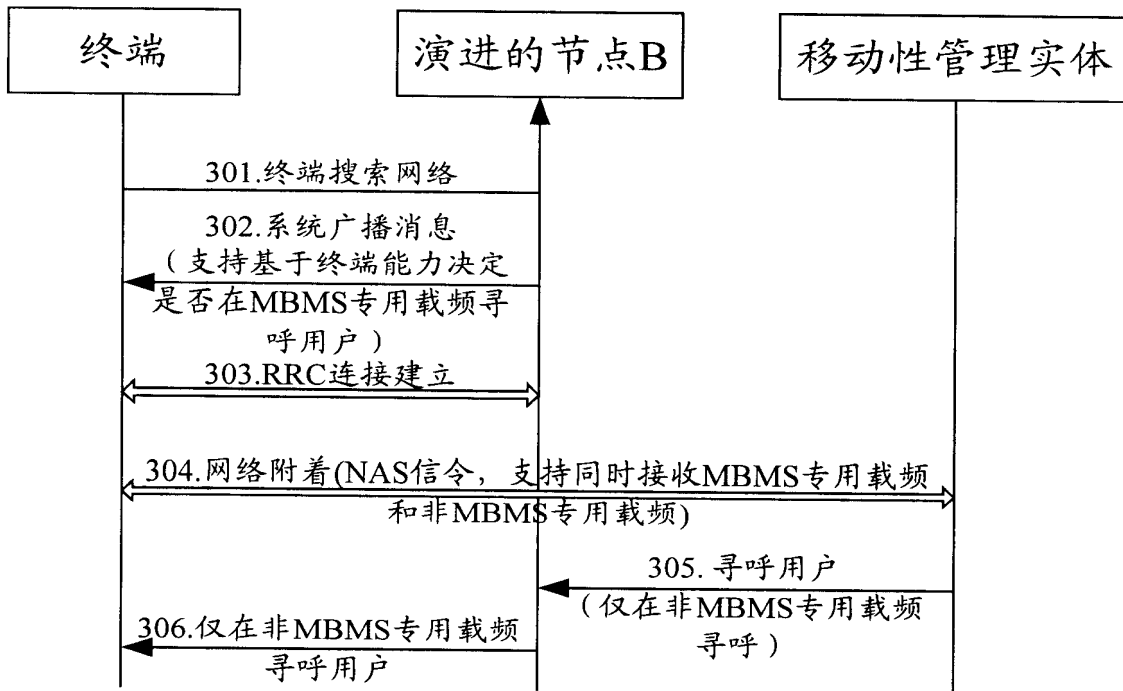 终端
演进的节点B
移动性管理实体
301.终端搜索网络
302.系统广播消息
（支持基于终端能力决定
是否在MBMS专用载频寻
呼用户）
303.RRC连接建立
304.网络附着(NAS信令，支持同时接收MBMS专用载频
和非MBMS专用载频)
305. 寻呼用户
（仅在非MBMS专用载频
寻呼）
306.仅在非MBMS专用载频
寻呼用户